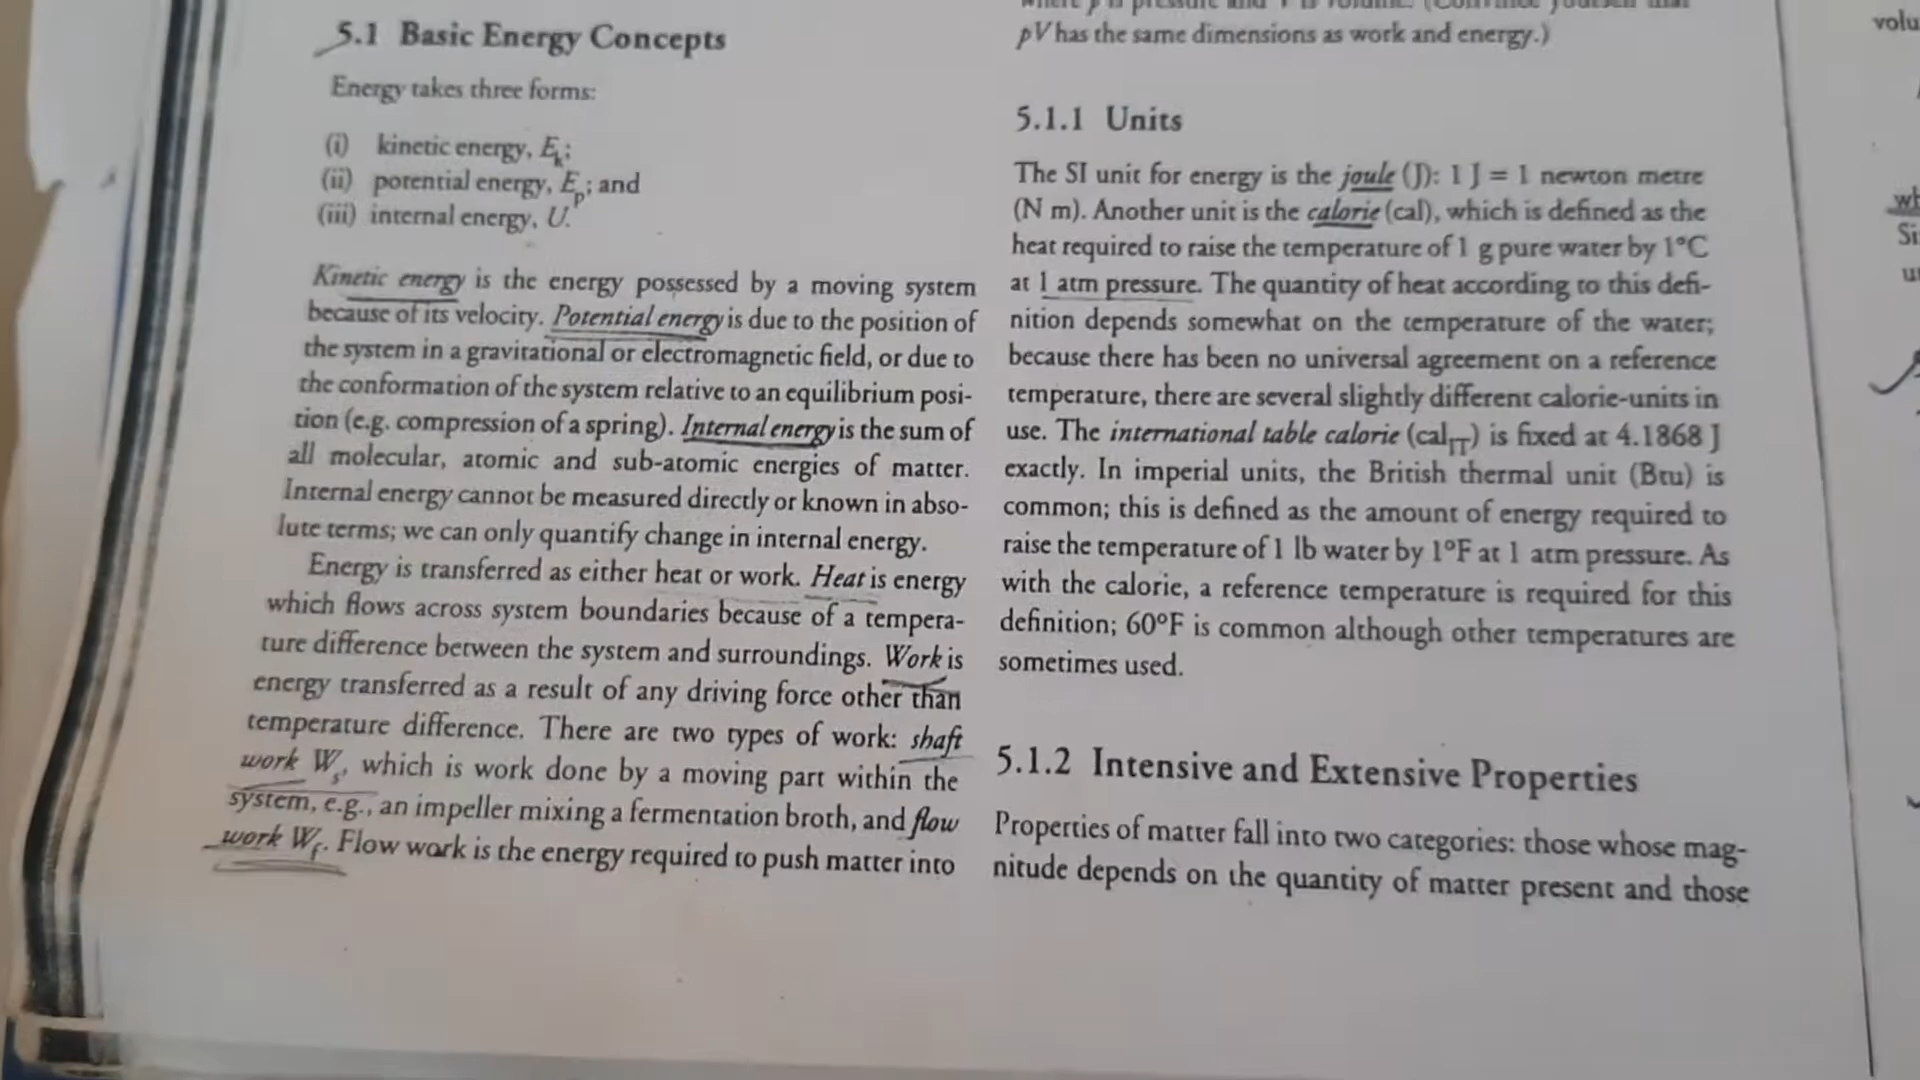 5.1 Basic Energy Concepts
Energy takes three forms:
(i) kinetic energy, Ek;
(ii) potential energy, Ep; and
(iii) internal energy, U.
Kinetic energy is the energy possessed by a moving system
because of its velocity. Potential energy is due to the position of
the system in a gravitational or electromagnetic field, or due to
the conformation of the system relative to an equilibrium posi-
tion (e.g. compression of a spring). Internal energy is the sum of
all molecular, atomic and sub-atomic energies of matter.
Internal energy cannot be measured directly or known in abso-
lute terms; we can only quantify change in internal energy.
Energy is transferred as either heat or work. Heat is energy
which flows across system boundaries because of a tempera-
ture difference between the system and surroundings. Work is
energy transferred as a result of any driving force other than
temperature difference. There are two types of work: shaft
work Ws, which is work done by a moving part within the
system, e.g., an impeller mixing a fermentation broth, and flow
work Wf. Flow work is the energy required to push matter into
where p is pressure and V is volume. (Convince yourself that
pV has the same dimensions as work and energy.)
5.1.1 Units
The SI unit for energy is the joule (J): 1 J = 1 newton metre
(N m). Another unit is the calorie (cal), which is defined as the
heat required to raise the temperature of 1 g pure water by 1°C
at 1 atm pressure. The quantity of heat according to this defi-
nition depends somewhat on the temperature of the water;
because there has been no universal agreement on a reference
temperature, there are several slightly different calorie-units in
use. The international table calorie (calIT) is fixed at 4.1868 J
exactly. In imperial units, the British thermal unit (Btu) is
common; this is defined as the amount of energy required to
raise the temperature of 1 lb water by 1°F at 1 atm pressure. As
with the calorie, a reference temperature is required for this
definition; 60°F is common although other temperatures are
sometimes used.
5.1.2 Intensive and Extensive Properties
Properties of matter fall into two categories: those whose mag-
nitude depends on the quantity of matter present and those
volu
wh
Si